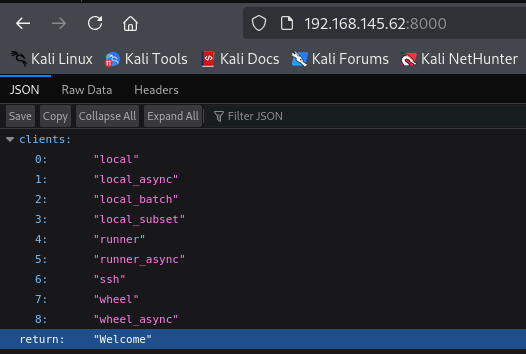 192.168.145.62:8000
Kali Linux Kali Tools Kali Docs Kali Forums Kali NetHunter
JSON Raw Data Headers
Save Copy Collapse All Expand All Filter JSON
clients:
0: "local"
1: "local_async"
2: "local_batch"
3: "local_subset"
4: "runner"
5: "runner_async"
6: "ssh"
7: "wheel"
8: "wheel_async"
return: "Welcome"